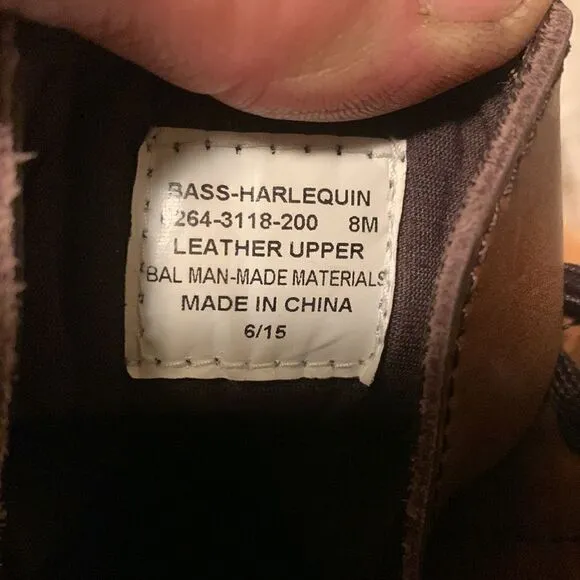 BASS-HARLEQUIN
264-3118-200 8M
LEATHER UPPER
BAL MAN-MADE MATERIALS
MADE IN CHINA
6/15